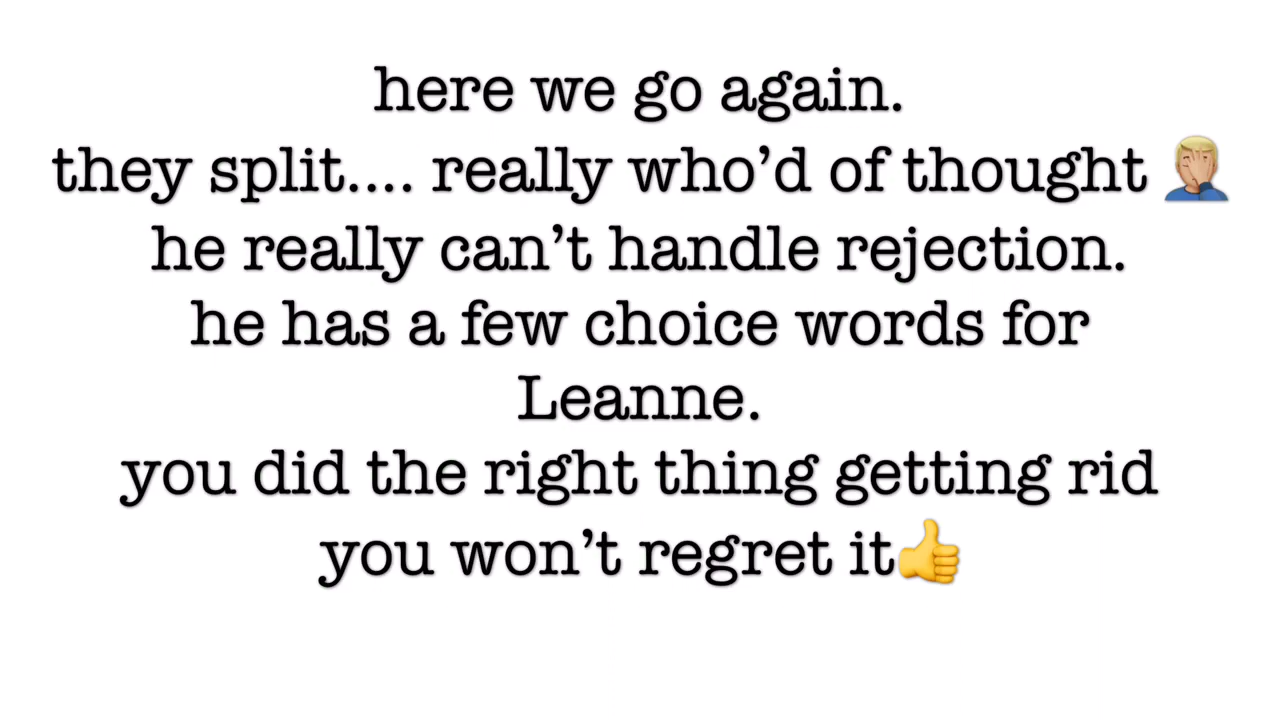 here we go again.
they split.... really who’d of thought 🤦🏼‍♂️
he really can’t handle rejection.
he has a few choice words for
Leanne.
you did the right thing getting rid
you won’t regret it👍